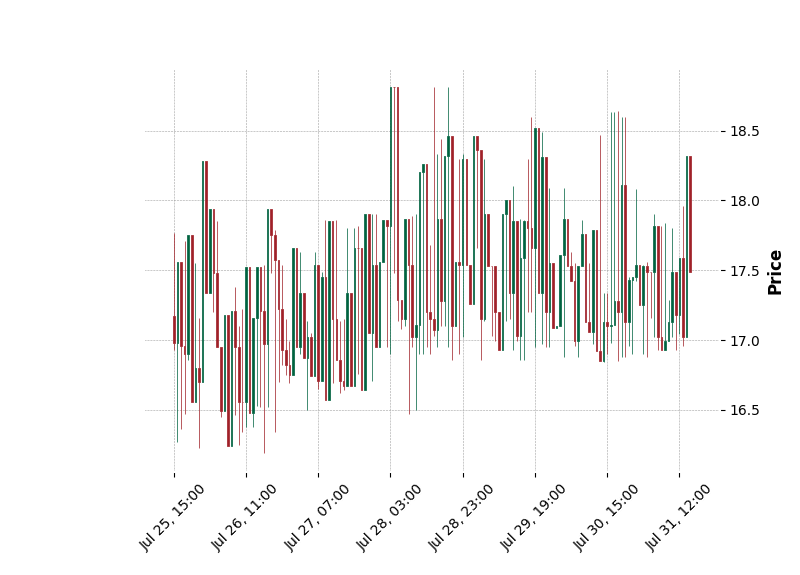 18.5
18.0
17.5
17.0
16.5
Price
Jul 25, 15:00
Jul 26, 11:00
Jul 27, 07:00
Jul 28, 03:00
Jul 28, 23:00
Jul 29, 19:00
Jul 30, 15:00
Jul 31, 12:00